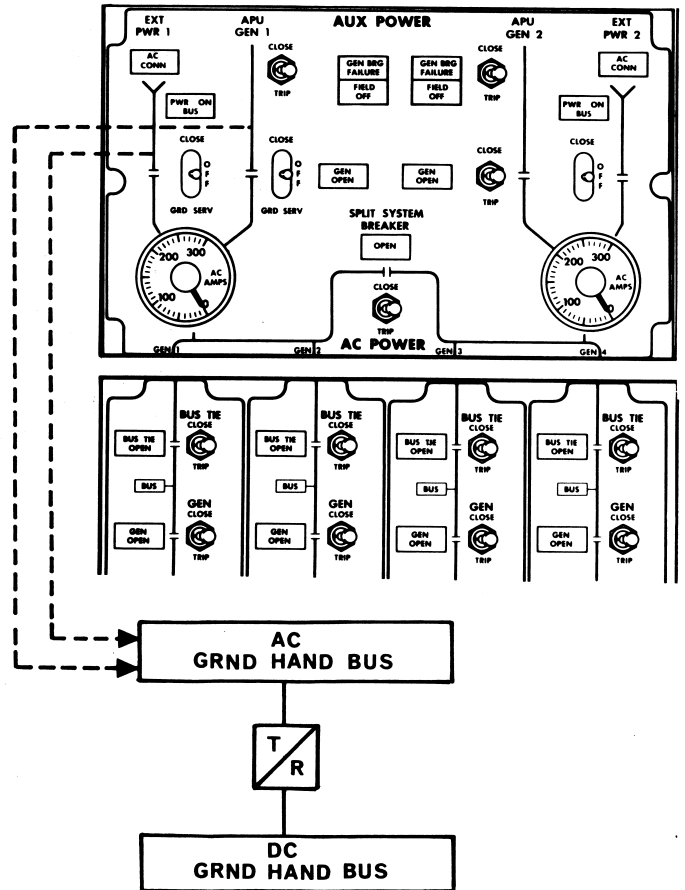 EXT
PWR 1
APU
GEN 1
AUX POWER
APU
GEN 2
EXT
PWR 2
AC
CONN
CLOSE
TRIP
GEN BRG
FAILURE
FIELD
OFF
GEN BRG
FAILURE
FIELD
OFF
CLOSE
TRIP
AC
CONN
PWR ON
BUS
PWR ON
BUS
CLOSE
OFF
GRD SERV
CLOSE
OFF
GRD SERV
GEN
OPEN
GEN
OPEN
CLOSE
TRIP
CLOSE
OFF
SPLIT SYSTEM
BREAKER
OPEN
300
200
100
0
AC
AMPS
CLOSE
TRIP
300
200
100
0
AC
AMPS
AC POWER
GEN 1
GEN 2
GEN 3
GEN 4
BUS TIE
CLOSE
BUS TIE
OPEN
TRIP
BUS
GEN
CLOSE
GEN
OPEN
TRIP
BUS TIE
CLOSE
BUS TIE
OPEN
TRIP
BUS
GEN
CLOSE
GEN
OPEN
TRIP
BUS TIE
CLOSE
BUS TIE
OPEN
TRIP
BUS
GEN
CLOSE
GEN
OPEN
TRIP
BUS TIE
CLOSE
BUS TIE
OPEN
TRIP
BUS
GEN
CLOSE
GEN
OPEN
TRIP
AC
GRND HAND BUS
T
R
DC
GRND HAND BUS